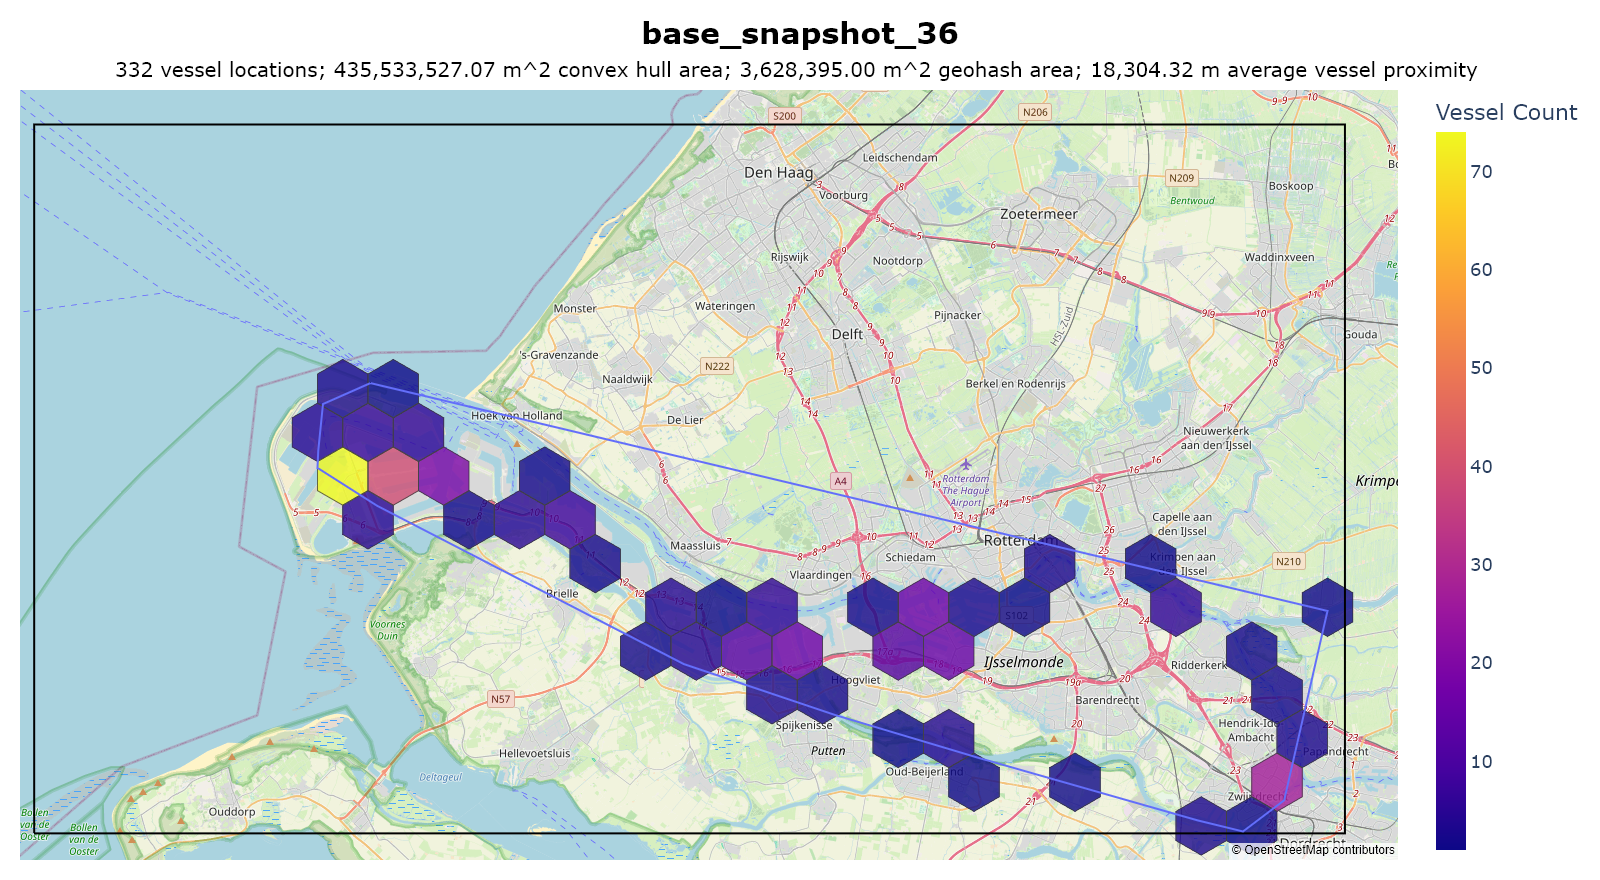 base_snapshot_36
332 vessel locations; 435,533,527.07 m^2 convex hull area; 3,628,395.00 m^2 geohash area; 18,304.32 m average vessel proximity
Vessel Count
70
60
50
40
30
20
10
S200
N206
Leidschendam
Den Haag
Voorburg
N209
Boskoop
Bentwoud
Zoetermeer
Rijswijk
Nootdorp
Waddinxveen
Monster
Wateringen
Pijnacker
HSL-Zuid
Delft
Gouda
's-Gravenzande
N222
Naaldwijk
Berkel en Rodenrijs
Hoek van Holland
De Lier
Nieuwerkerk
aan den IJssel
A4
Rotterdam
The Hague
Airport
Krimpe
Capelle aan
den IJssel
Maassluis
Schiedam
Rotterdam
Krimpen aan
den IJssel
N210
Vlaardingen
Brielle
S102
Voornes
Duin
IJsselmonde
Ridderkerk
Hoogvliet
N57
Barendrecht
Spijkenisse
Hendrik-Ido-
Ambacht
Papendrecht
Hellevoetsluis
Putten
Oud-Beijerland
Deltageul
Zwijndrecht
Ouddorp
Bollen
van de
Ooster
Bollen
van de
Ooster
Dordrecht
© OpenStreetMap contributors